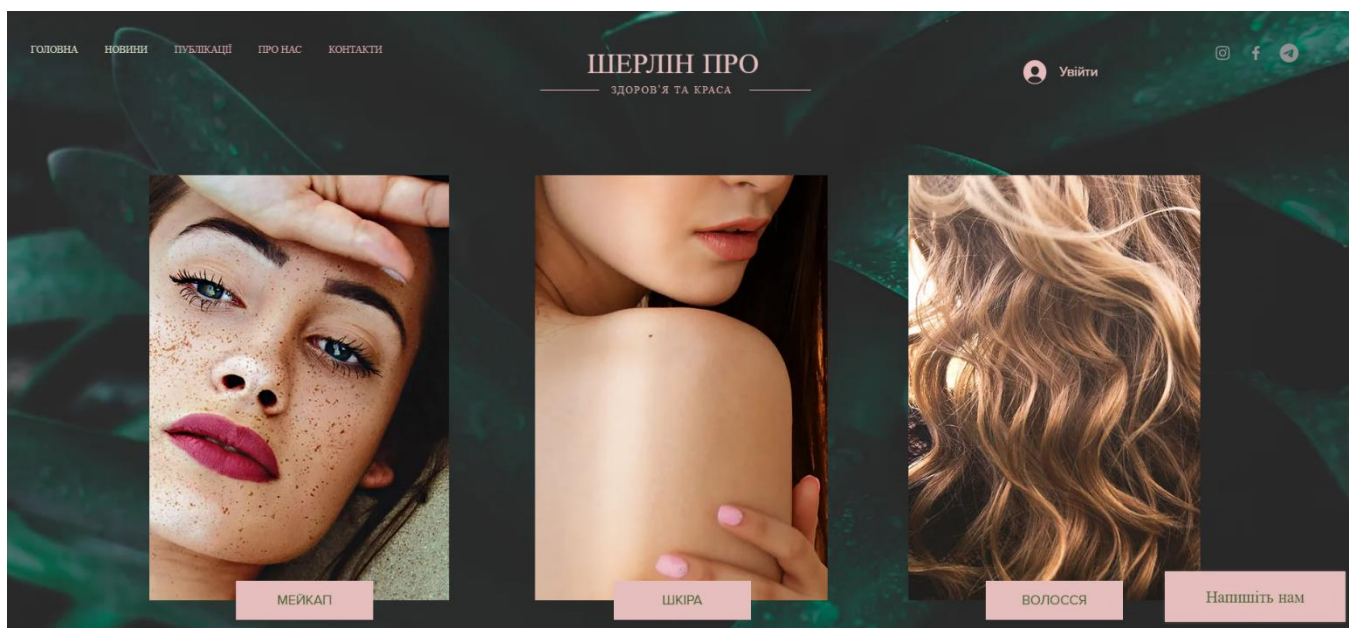 ГОЛОВНА НОВИНИ ПУБЛІКАЦІЇ ПРО НАС КОНТАКТИ
ШЕРЛІН ПРО
ЗДОРОВ'Я ТА КРАСА
Увійти
МЕЙКАП
ШКІРА
ВОЛОССЯ
Напишіть нам